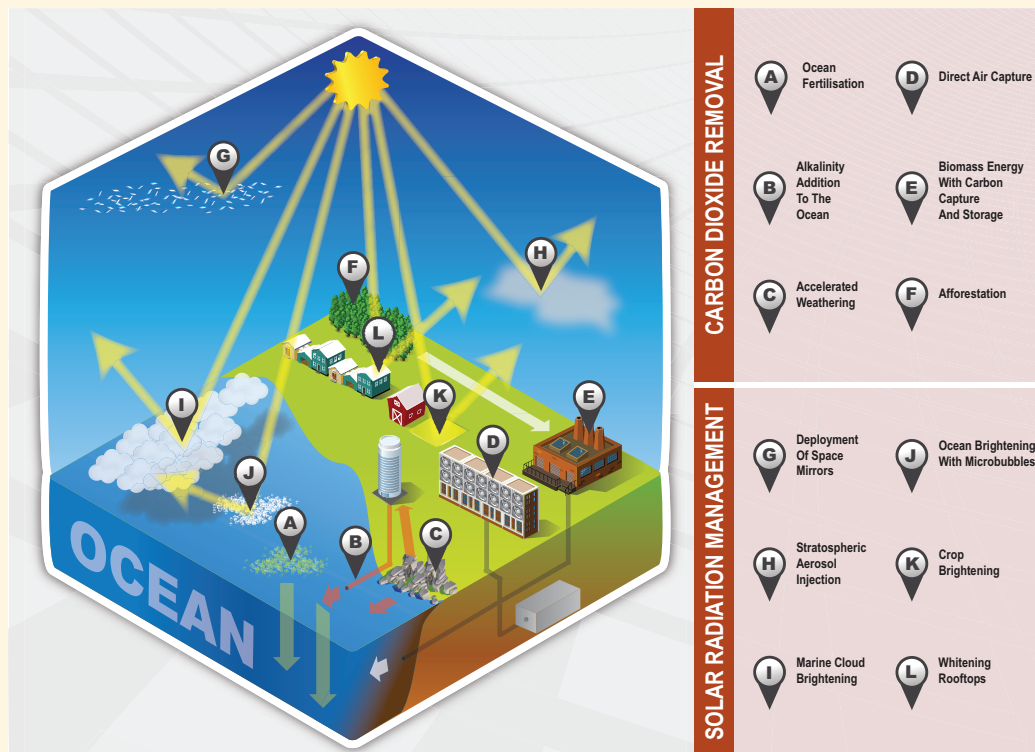 G
H
F
L
I
K
E
D
J
A
B
C
OCEAN
CARBON DIOXIDE REMOVAL
A
Ocean
Fertilisation
D
Direct Air Capture
B
Alkalinity
Addition
To The
Ocean
E
Biomass Energy
With Carbon
Capture
And Storage
C
Accelerated
Weathering
F
Afforestation
SOLAR RADIATION MANAGEMENT
G
Deployment
Of Space
Mirrors
J
Ocean Brightening
With Microbubbles
H
Stratospheric
Aerosol
Injection
K
Crop
Brightening
I
Marine Cloud
Brightening
L
Whitening
Rooftops